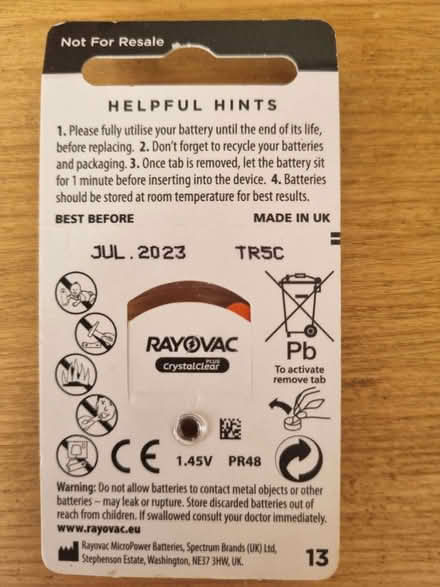 Not For Resale
HELPFUL HINTS
1. Please fully utilise your battery until the end of its life,
before replacing. 2. Don't forget to recycle your batteries
and packaging. 3. Once tab is removed, let the battery sit
for 1 minute before inserting into the device. 4. Batteries
should be stored at room temperature for best results.
BEST BEFORE MADE IN UK
JUL.2023 TR5C
RAYOVAC
CrystalClear PLUS
Pb
To activate
remove tab
CE 1.45V PR48
Warning: Do not allow batteries to contact metal objects or other
batteries – may leak or rupture. Store discarded batteries out of
reach from children. If swallowed consult your doctor immediately.
www.rayovac.eu
Rayovac MicroPower Batteries, Spectrum Brands (UK) Ltd,
Stephenson Estate, Washington, NE37 3HW, UK.
13